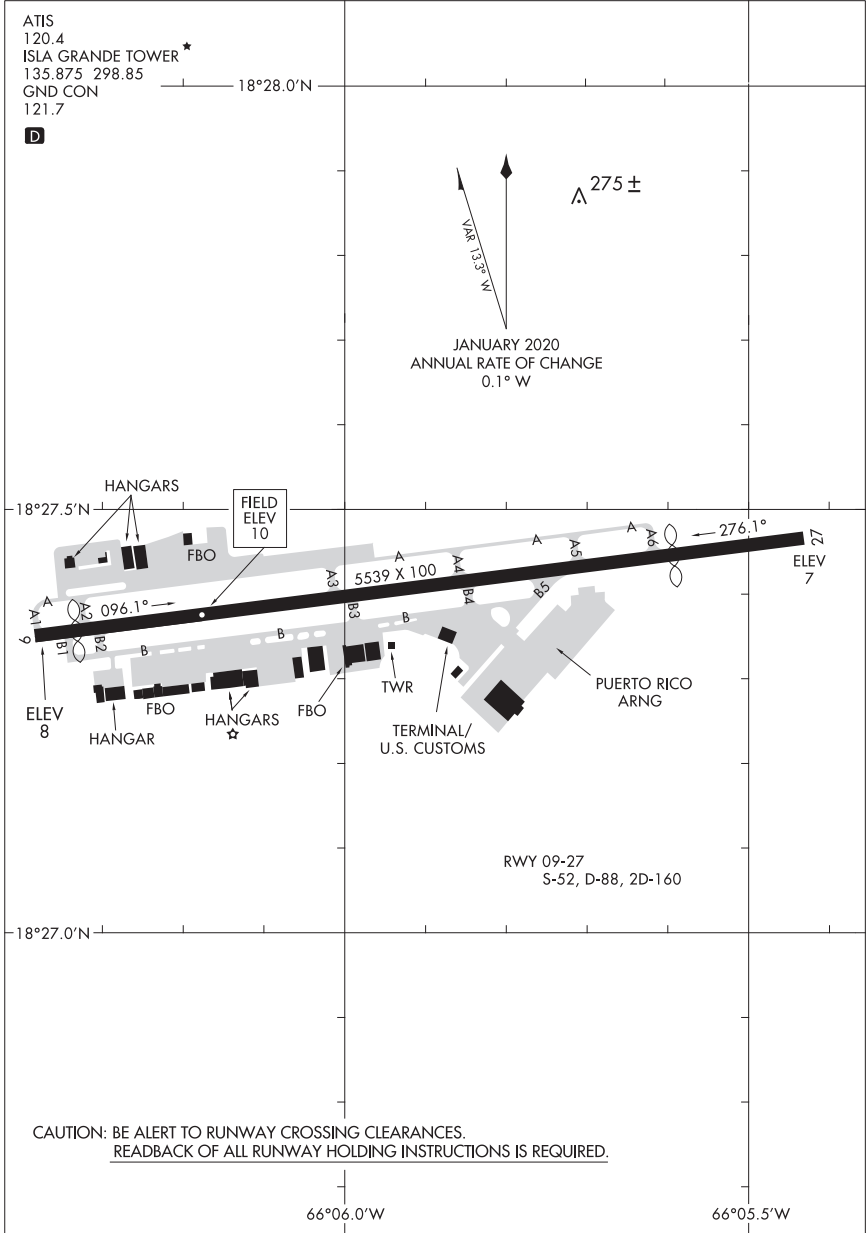 ATIS
120.4
ISLA GRANDE TOWER
135.875 298.85
GND CON
121.7
D
18°28.0'N
275 ±
VAR 13.3° W
JANUARY 2020
ANNUAL RATE OF CHANGE
0.1° W
18°27.5'N
HANGARS
FIELD
ELEV
10
FBO
A
A
A
A
A1
A2
A3
A4
A5
A6
276.1°
27
ELEV
7
096.1°
5539 X 100
9
B1
B2
B3
B4
B5
B
B
B
ELEV
8
HANGAR
FBO
HANGARS
FBO
TWR
TERMINAL/
U.S. CUSTOMS
PUERTO RICO
ARNG
RWY 09-27
S-52, D-88, 2D-160
18°27.0'N
CAUTION: BE ALERT TO RUNWAY CROSSING CLEARANCES.
READBACK OF ALL RUNWAY HOLDING INSTRUCTIONS IS REQUIRED.
66°06.0'W
66°05.5'W